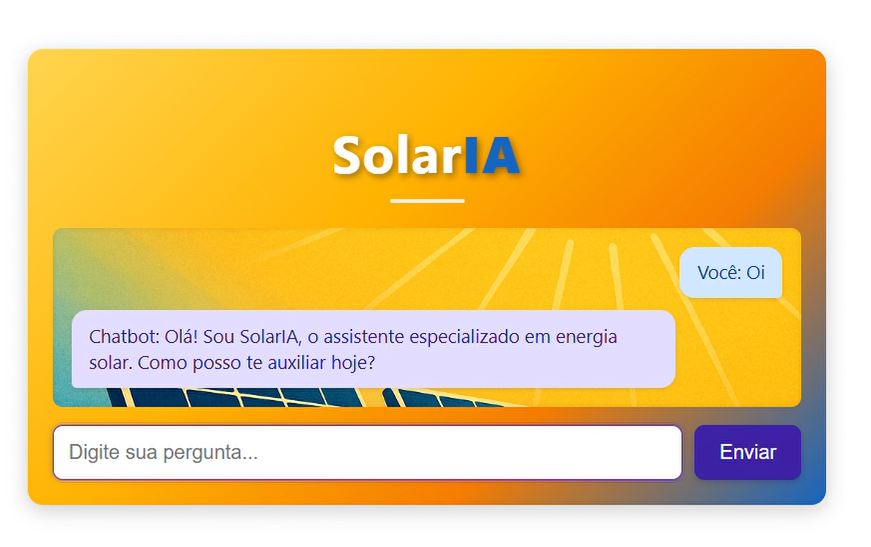 SolarIA
Você: Oi
Chatbot: Olá! Sou SolarIA, o assistente especializado em energia
solar. Como posso te auxiliar hoje?
Digite sua pergunta...
Enviar